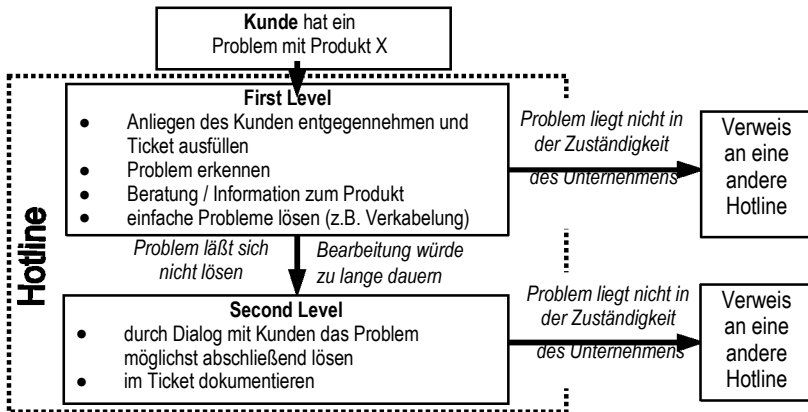 Kunde hat ein
Problem mit Produkt X
Hotline
First Level
● Anliegen des Kunden entgegennehmen und
Ticket ausfüllen
● Problem erkennen
● Beratung / Information zum Produkt
● einfache Probleme lösen (z.B. Verkabelung)
Problem liegt nicht in
der Zuständigkeit
des Unternehmens
Verweis
an eine
andere
Hotline
Problem läßt sich
nicht lösen
Bearbeitung würde
zu lange dauern
Second Level
● durch Dialog mit Kunden das Problem
möglichst abschließend lösen
● im Ticket dokumentieren
Problem liegt nicht in
der Zuständigkeit
des Unternehmens
Verweis
an eine
andere
Hotline